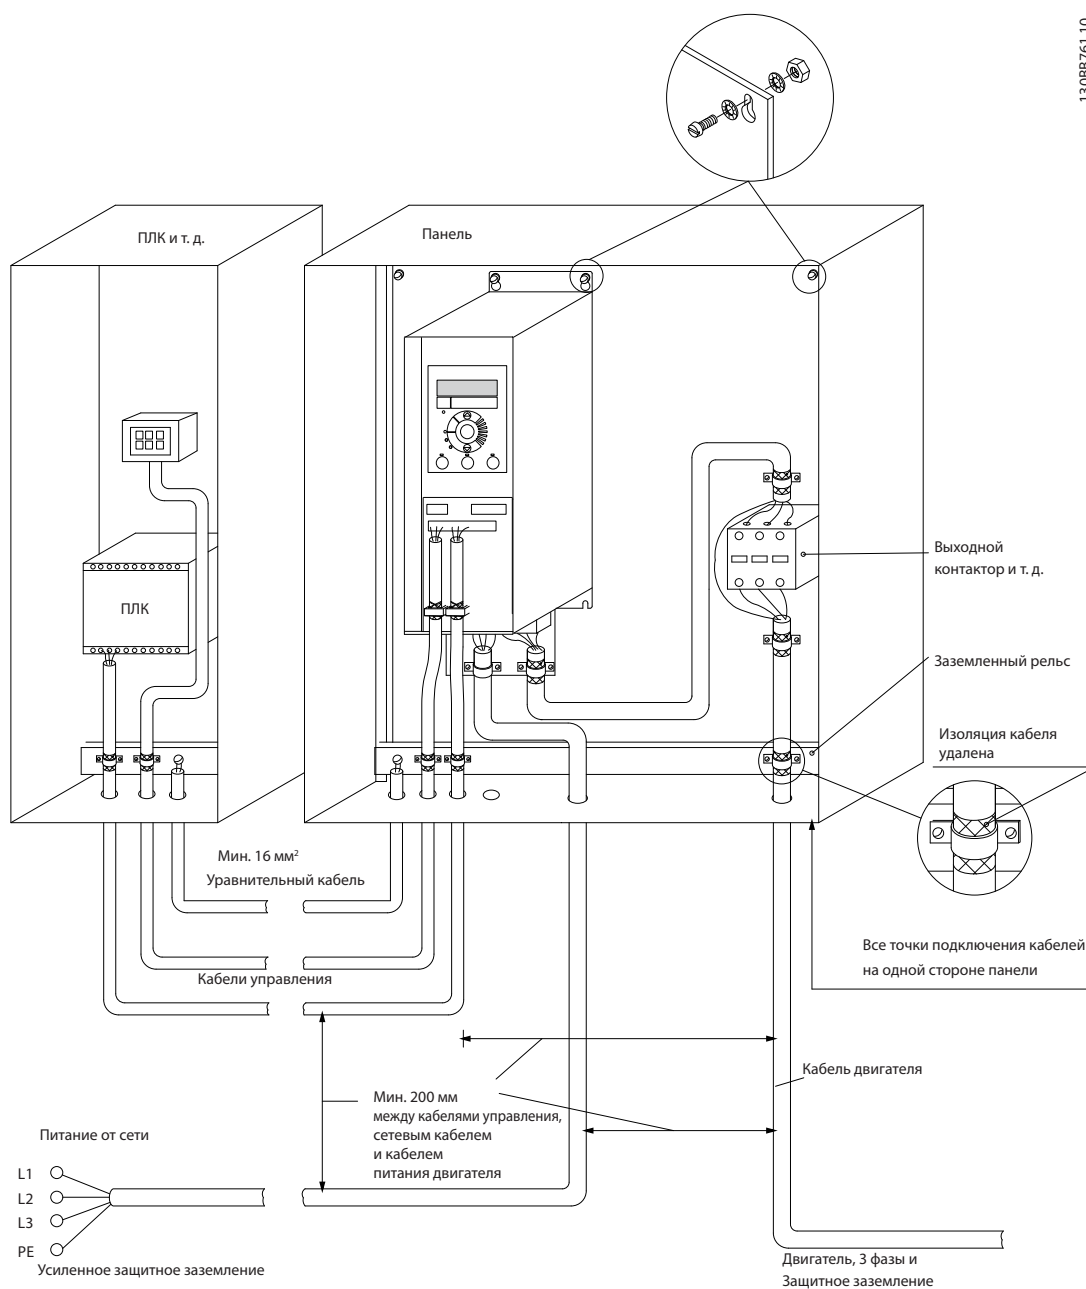 130BB761.10
ПЛК и т. д.
Панель
ПЛК
Выходной
контактор и т. д.
Заземленный рельс
Изоляция кабеля
удалена
Мин. 16 мм²
Уравнительный кабель
Все точки подключения кабелей
на одной стороне панели
Кабели управления
Кабель двигателя
Мин. 200 мм
между кабелями управления,
сетевым кабелем
и кабелем
питания двигателя
Питание от сети
L1
L2
L3
PE
Усиленное защитное заземление
Двигатель, 3 фазы и
Защитное заземление